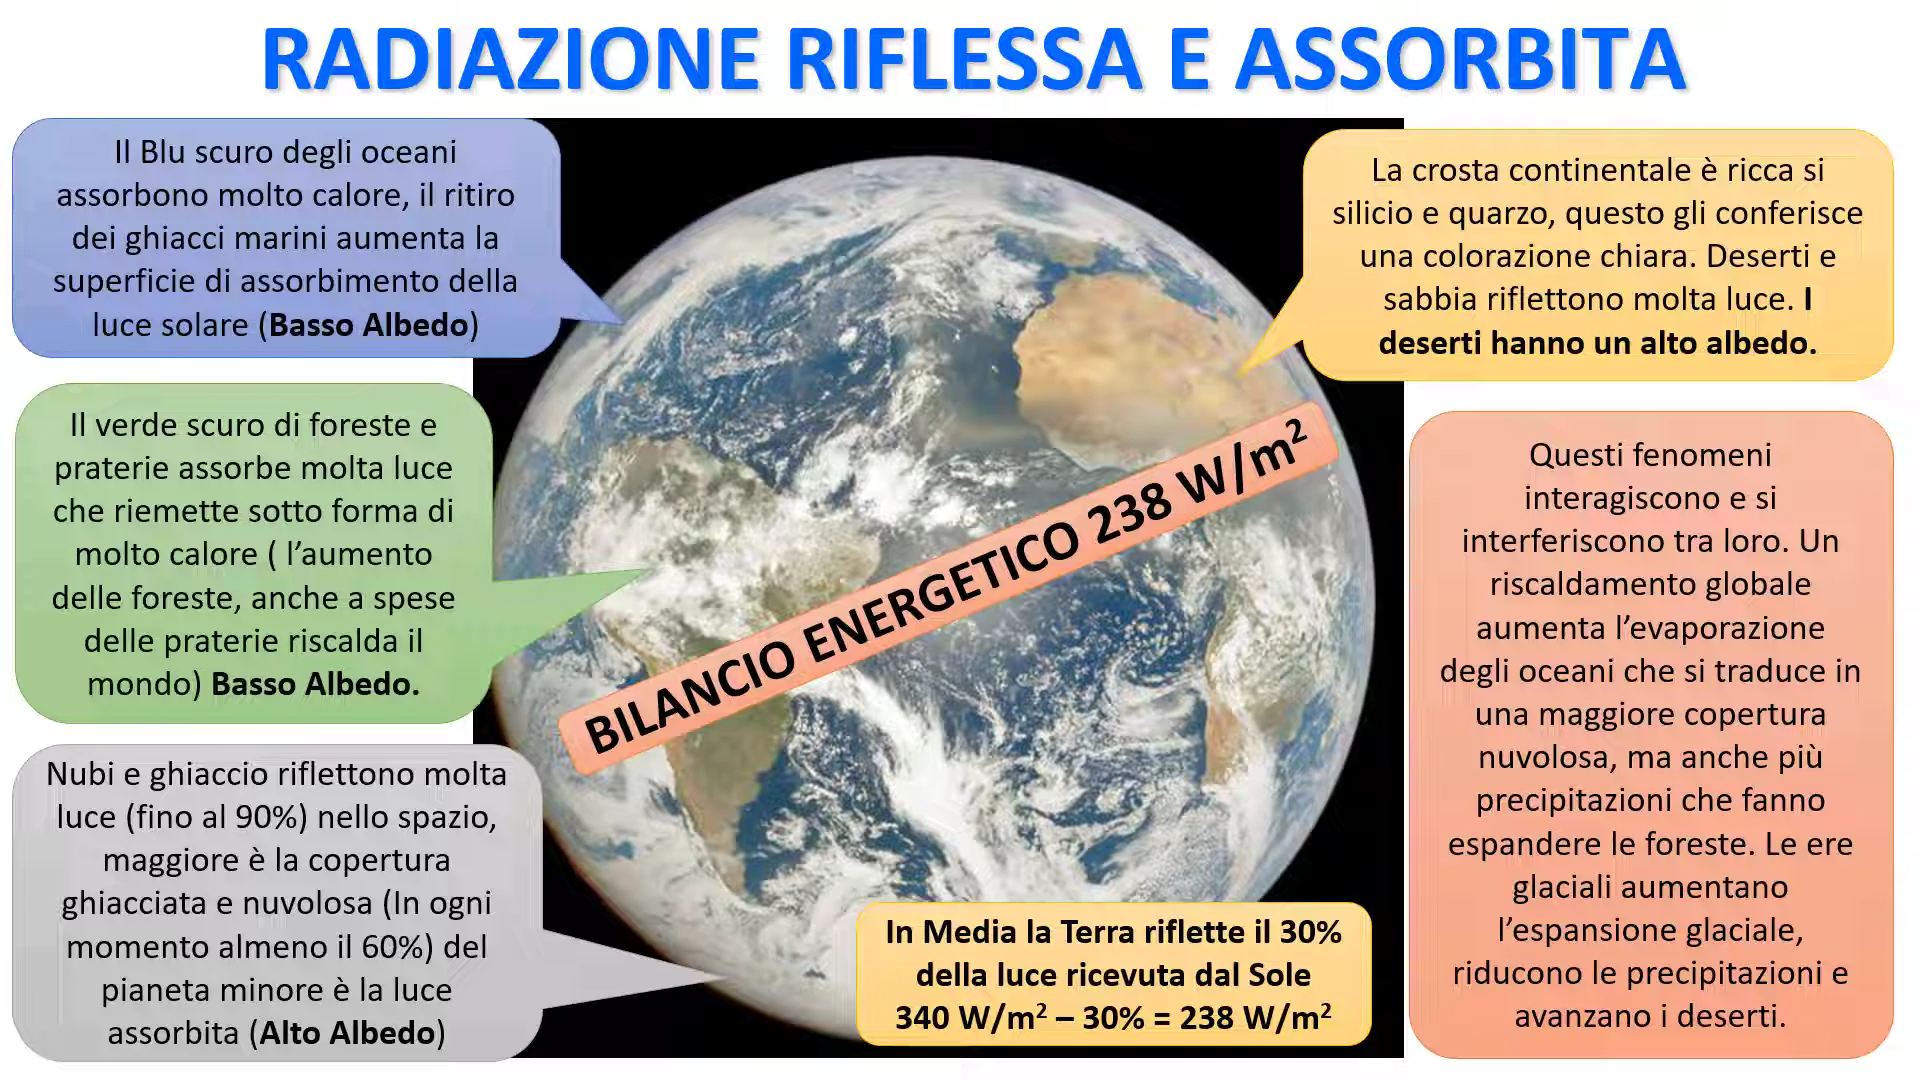 RADIAZIONE RIFLESSA E ASSORBITA
Il Blu scuro degli oceani
assorbono molto calore, il ritiro
dei ghiacci marini aumenta la
superficie di assorbimento della
luce solare (Basso Albedo)
Il verde scuro di foreste e
praterie assorbe molta luce
che riemette sotto forma di
molto calore ( l’aumento
delle foreste, anche a spese
delle praterie riscalda il
mondo) Basso Albedo.
Nubi e ghiaccio riflettono molta
luce (fino al 90%) nello spazio,
maggiore è la copertura
ghiacciata e nuvolosa (In ogni
momento almeno il 60%) del
pianeta minore è la luce
assorbita (Alto Albedo)
BILANCIO ENERGETICO 238 W/m²
In Media la Terra riflette il 30%
della luce ricevuta dal Sole
340 W/m² – 30% = 238 W/m²
La crosta continentale è ricca si
silicio e quarzo, questo gli conferisce
una colorazione chiara. Deserti e
sabbia riflettono molta luce. I
deserti hanno un alto albedo.
Questi fenomeni
interagiscono e si
interferiscono tra loro. Un
riscaldamento globale
aumenta l’evaporazione
degli oceani che si traduce in
una maggiore copertura
nuvolosa, ma anche più
precipitazioni che fanno
espandere le foreste. Le ere
glaciali aumentano
l’espansione glaciale,
riducono le precipitazioni e
avanzano i deserti.